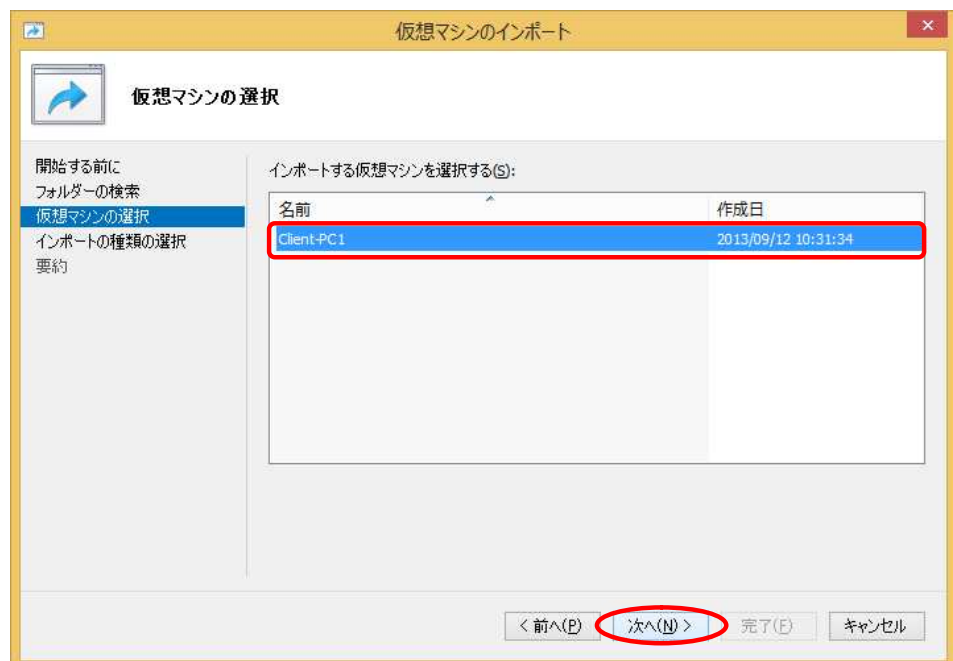 仮想マシンのインポート
仮想マシンの選択
開始する前に
フォルダーの検索
仮想マシンの選択
インポートの種類の選択
要約
インポートする仮想マシンを選択する(S):
名前 作成日
Client-PC1 2013/09/12 10:31:34
< 前へ(P) 次へ(N) > 完了(F) キャンセル